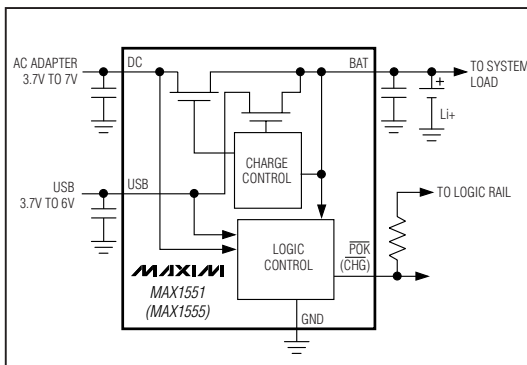 AC ADAPTER
3.7V TO 7V
DC
BAT
TO SYSTEM
LOAD
+
Li+
CHARGE
CONTROL
USB
3.7V TO 6V
USB
TO LOGIC RAIL
LOGIC
CONTROL
POK
(CHG)
MAXIM
MAX1551
(MAX1555)
GND